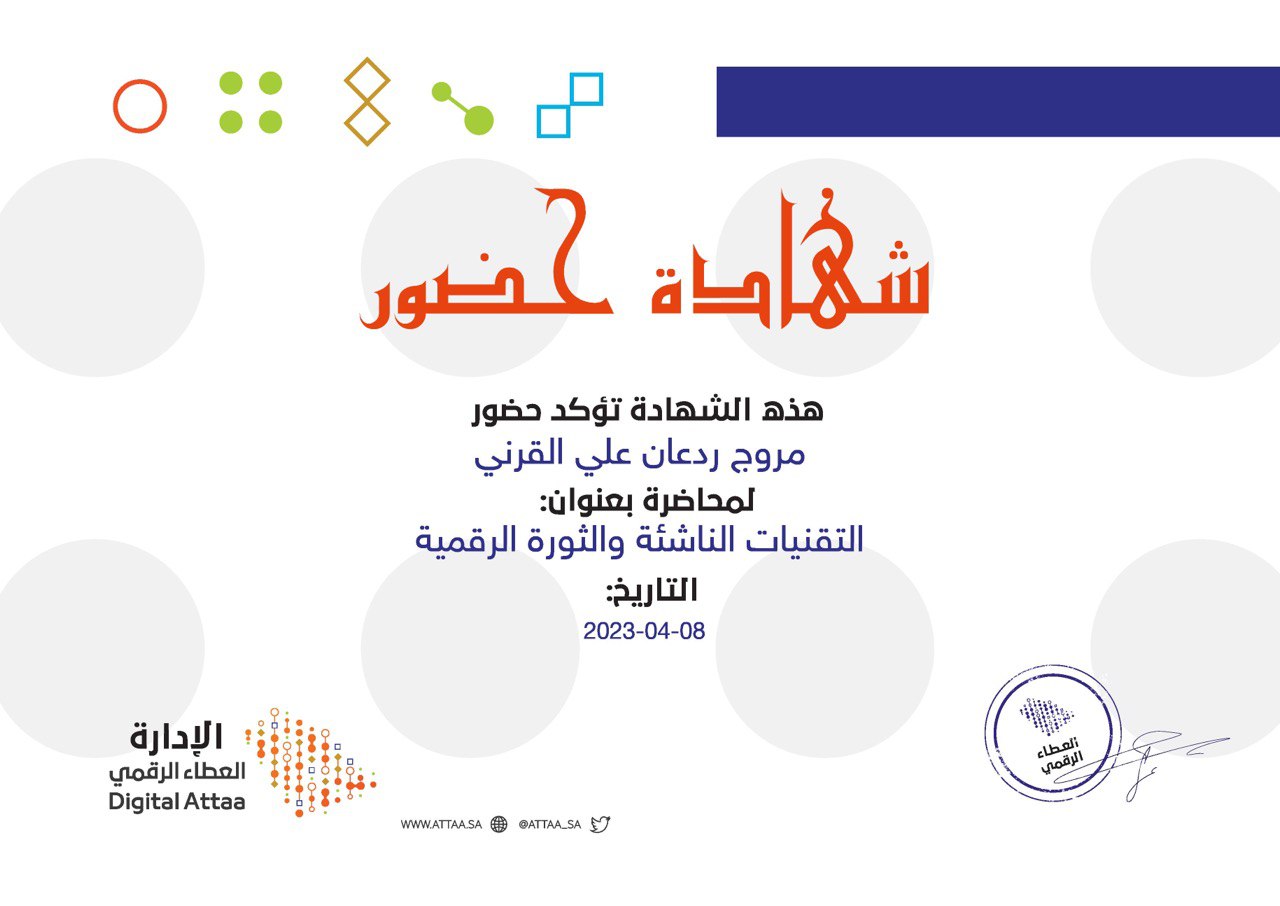 شهادة حضور
هذه الشهادة تؤكد حضور
مروج ردعان علي القرني
لمحاضرة بعنوان:
التقنيات الناشئة والثورة الرقمية
التاريخ:
2023-04-08
العطاء
الرقمي
الإدارة
العطاء الرقمي
Digital Attaa
WWW.ATTAA.SA @ATTAA_SA